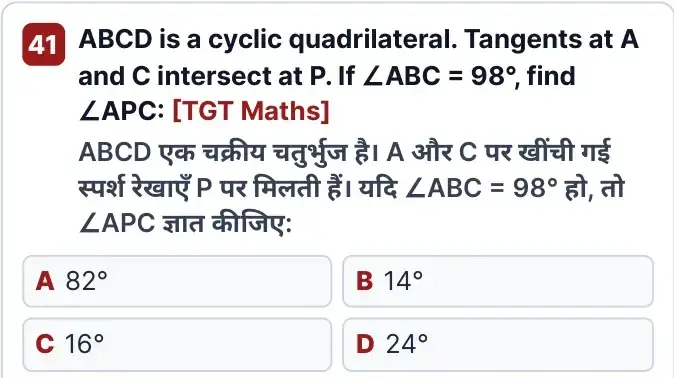 41 ABCD is a cyclic quadrilateral. Tangents at A
and C intersect at P. If ∠ABC = 98°, find
∠APC: [TGT Maths]
ABCD एक चक्रीय चतुर्भुज है। A और C पर खींची गई
स्पर्श रेखाएँ P पर मिलती हैं। यदि ∠ABC = 98° हो, तो
∠APC ज्ञात कीजिए:
A 82° B 14°
C 16° D 24°